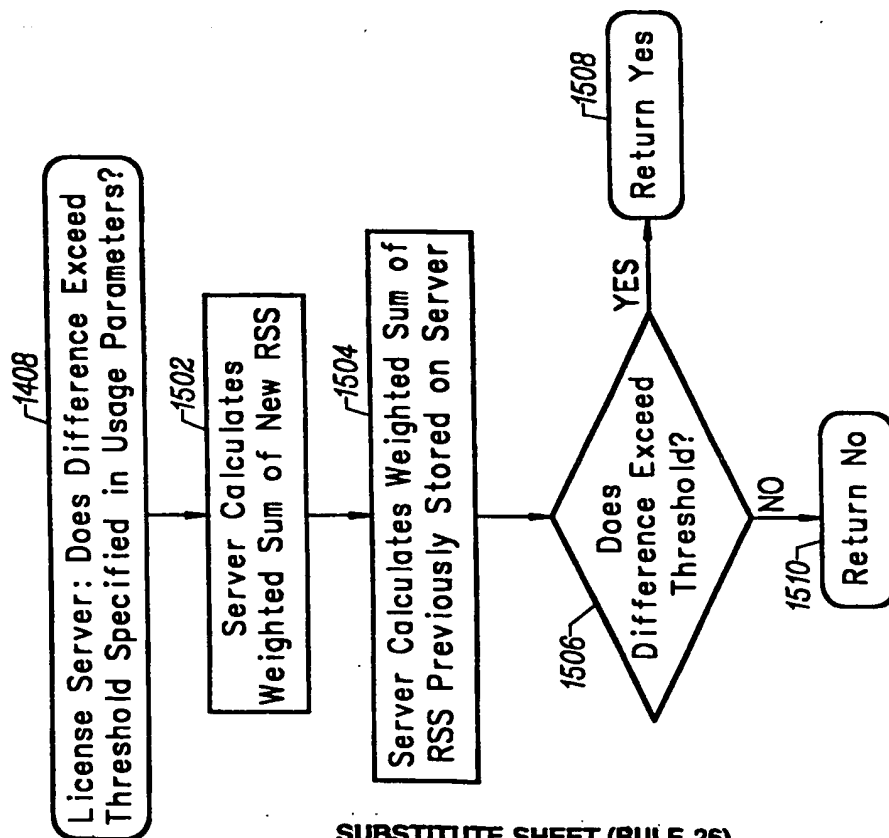 1408
License Server: Does Difference Exceed
Threshold Specified in Usage Parameters?
1502
Server Calculates
Weighted Sum of New RSS
1504
Server Calculates Weighted Sum of
RSS Previously Stored on Server
1506
Does
Difference Exceed
Threshold?
YES
1508
Return Yes
NO
1510
Return No
SUBSTITUTE SHEET (RULE 26)